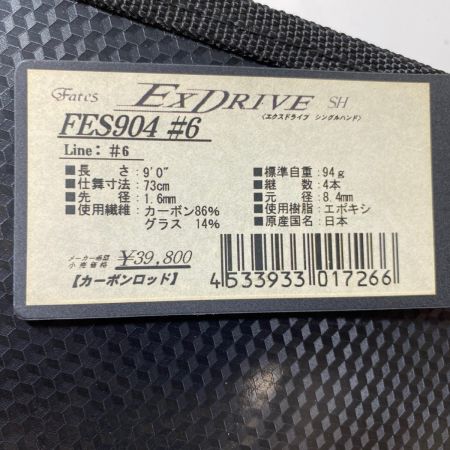 Fates EXDRIVE SH
〈エクスドライブ シングルハンド〉
FES904 #6
Line: #6
■長さ:9'0"
■標準自重:94g
■仕舞寸法:73cm
■継数:4本
■先径:1.6mm
■元径:8.4mm
■使用繊維:カーボン86%
グラス 14%
■使用樹脂:エポキシ
■原産国名:日本
メーカー希望
小売価格
¥39,800
【カーボンロッド】
4 533933 017266